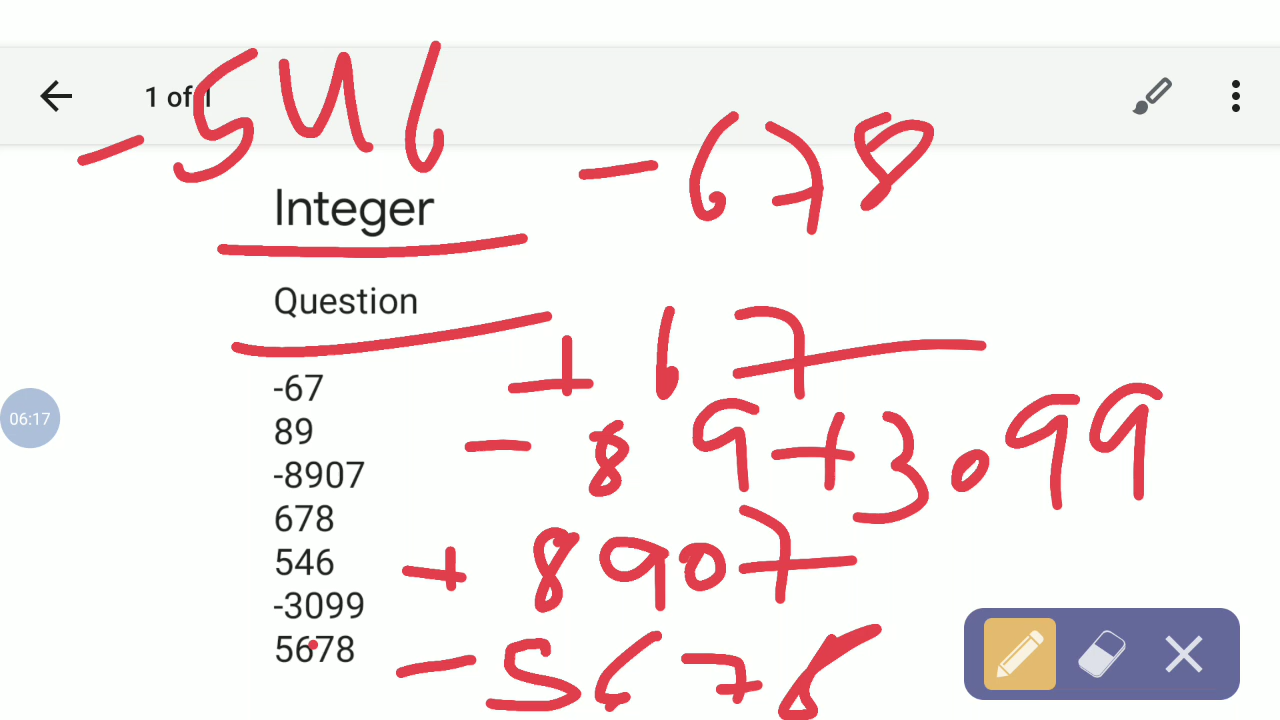 1 of 1
-546
-678
Integer
Question
-67 +67
89 -89 +3099
-8907 +8907
678
546
-3099
5678 -5678
06:17